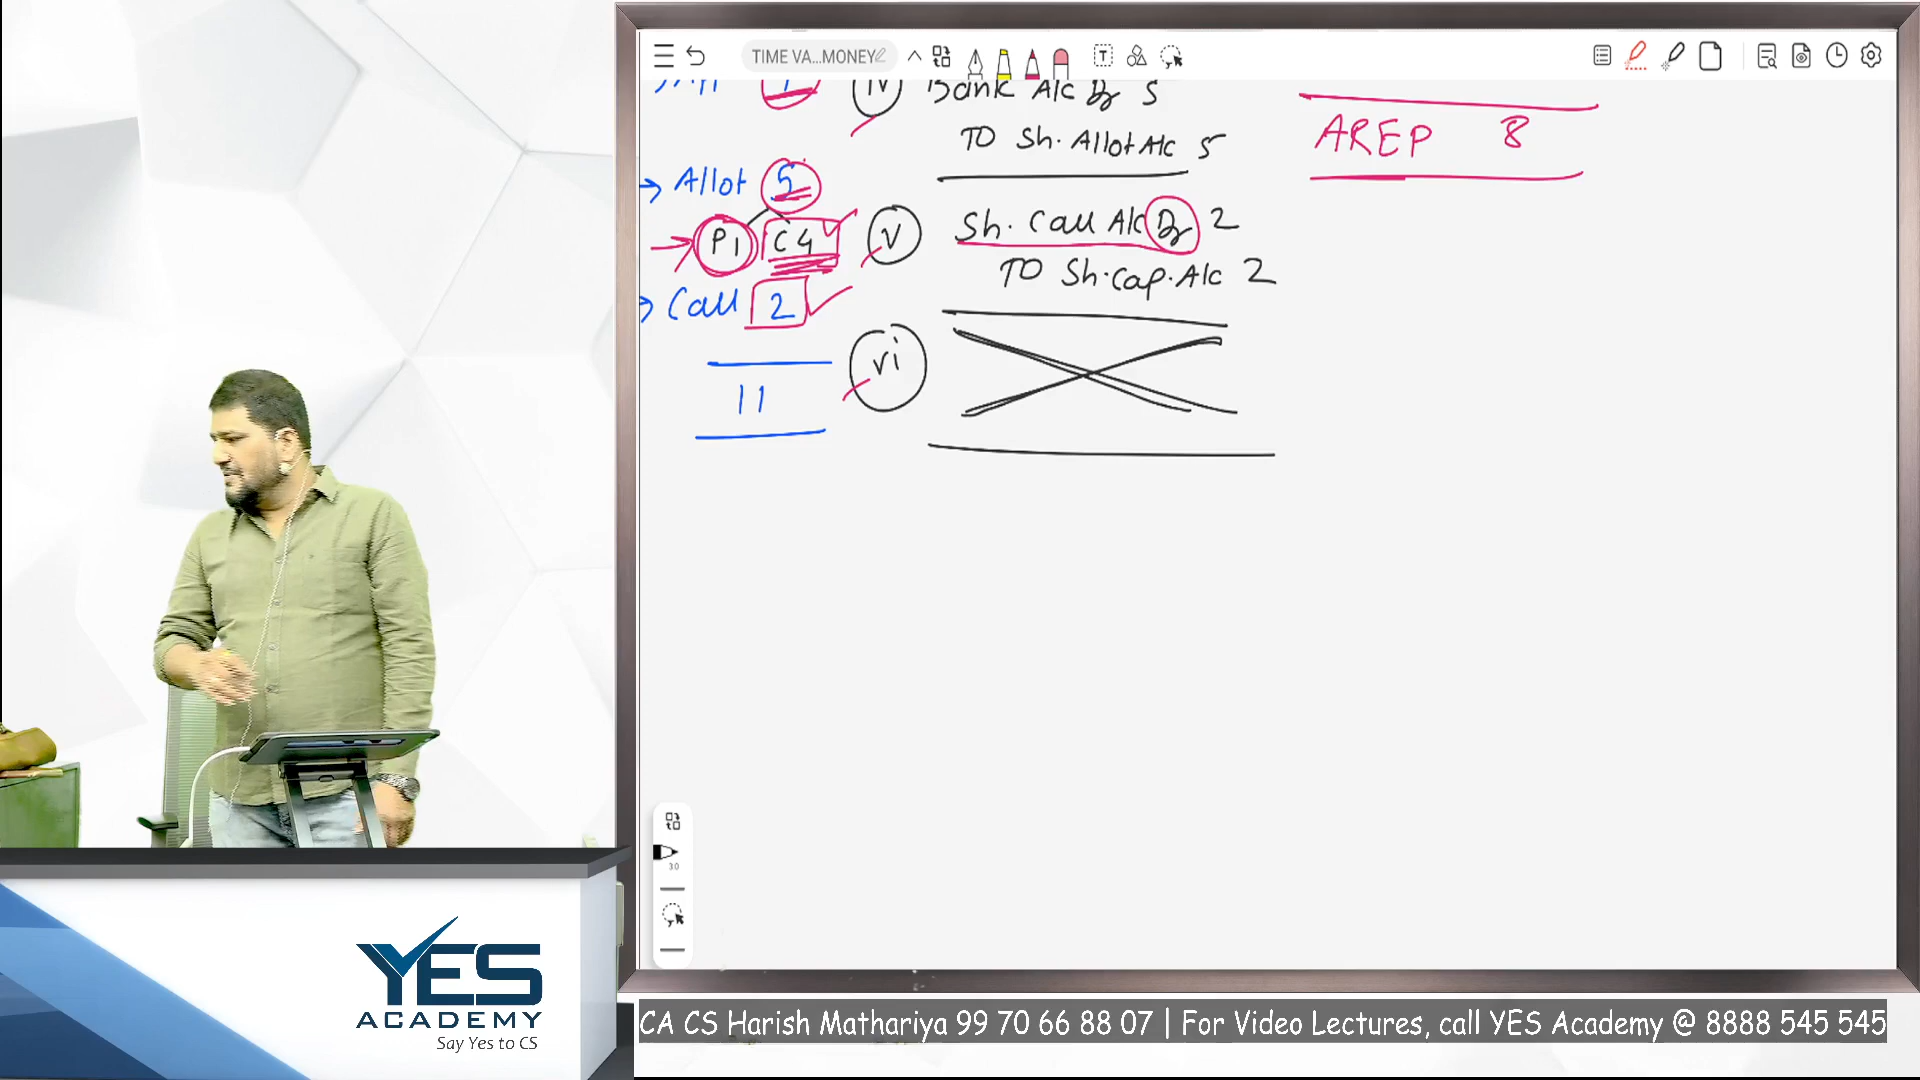 TIME VA...MONEY
T
iv Bank A/c Dr 5
To Sh. Allot A/c 5
→ Allot 5
P1 C4
v Sh. Call A/c Dr 2
To Sh. Cap. A/c 2
→ Call 2
vi
11
AREP 8
30
YES
ACADEMY
Say Yes to CS
CA CS Harish Mathariya 99 70 66 88 07 | For Video Lectures, call YES Academy @ 8888 545 545